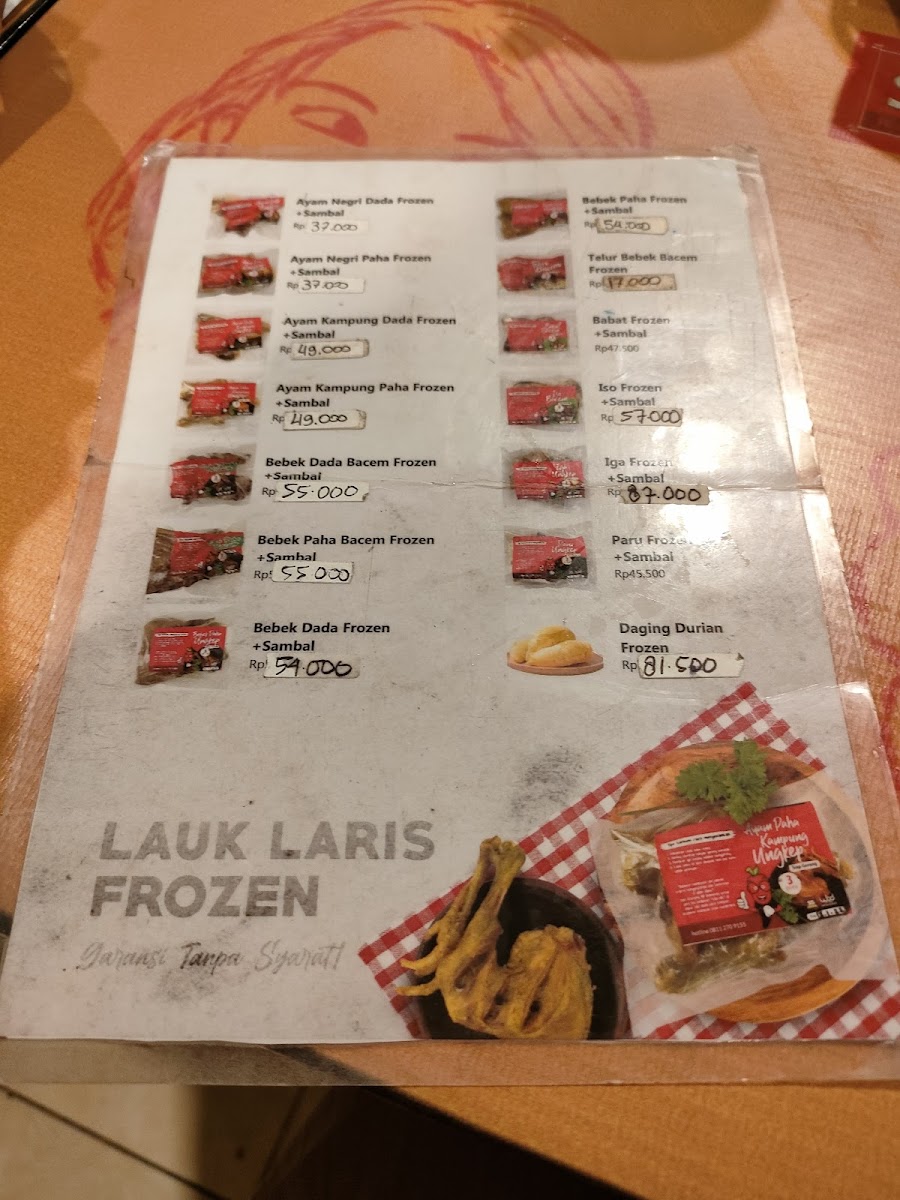 Ayam Negri Dada Frozen
+Sambal
Rp 37.000
Ayam Negri Paha Frozen
+Sambal
Rp 37.000
Ayam Kampung Dada Frozen
+Sambal
Rp 49.000
Ayam Kampung Paha Frozen
+Sambal
Rp 49.000
Bebek Dada Bacem Frozen
+Sambal
Rp 55.000
Bebek Paha Bacem Frozen
+Sambal
Rp 55.000
Bebek Dada Frozen
+Sambal
Rp 54.000
Bebek Paha Frozen
+Sambal
Rp 54.000
Telur Bebek Bacem
Frozen
Rp 17.000
Babat Frozen
+Sambal
Rp47.500
Iso Frozen
+Sambal
Rp 57.000
Iga Frozen
+Sambal
Rp 87.000
Paru Frozen
+Sambal
Rp45.500
Daging Durian
Frozen
Rp 81.500
LAUK LARIS
FROZEN
Garansi Tanpa Syarat!
Ayam Paha
Kampung
Ungkep
3